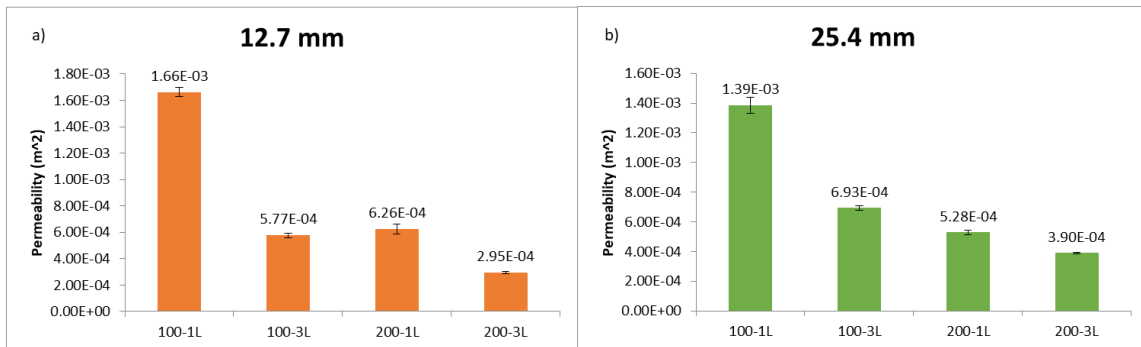 a)
12.7 mm
Permeability (m^2)
1.80E-03
1.60E-03
1.40E-03
1.20E-03
1.00E-03
8.00E-04
6.00E-04
4.00E-04
2.00E-04
0.00E+00
1.66E-03
5.77E-04
6.26E-04
2.95E-04
100-1L
100-3L
200-1L
200-3L
b)
25.4 mm
Permeability (m^2)
1.60E-03
1.40E-03
1.20E-03
1.00E-03
8.00E-04
6.00E-04
4.00E-04
2.00E-04
0.00E+00
1.39E-03
6.93E-04
5.28E-04
3.90E-04
100-1L
100-3L
200-1L
200-3L